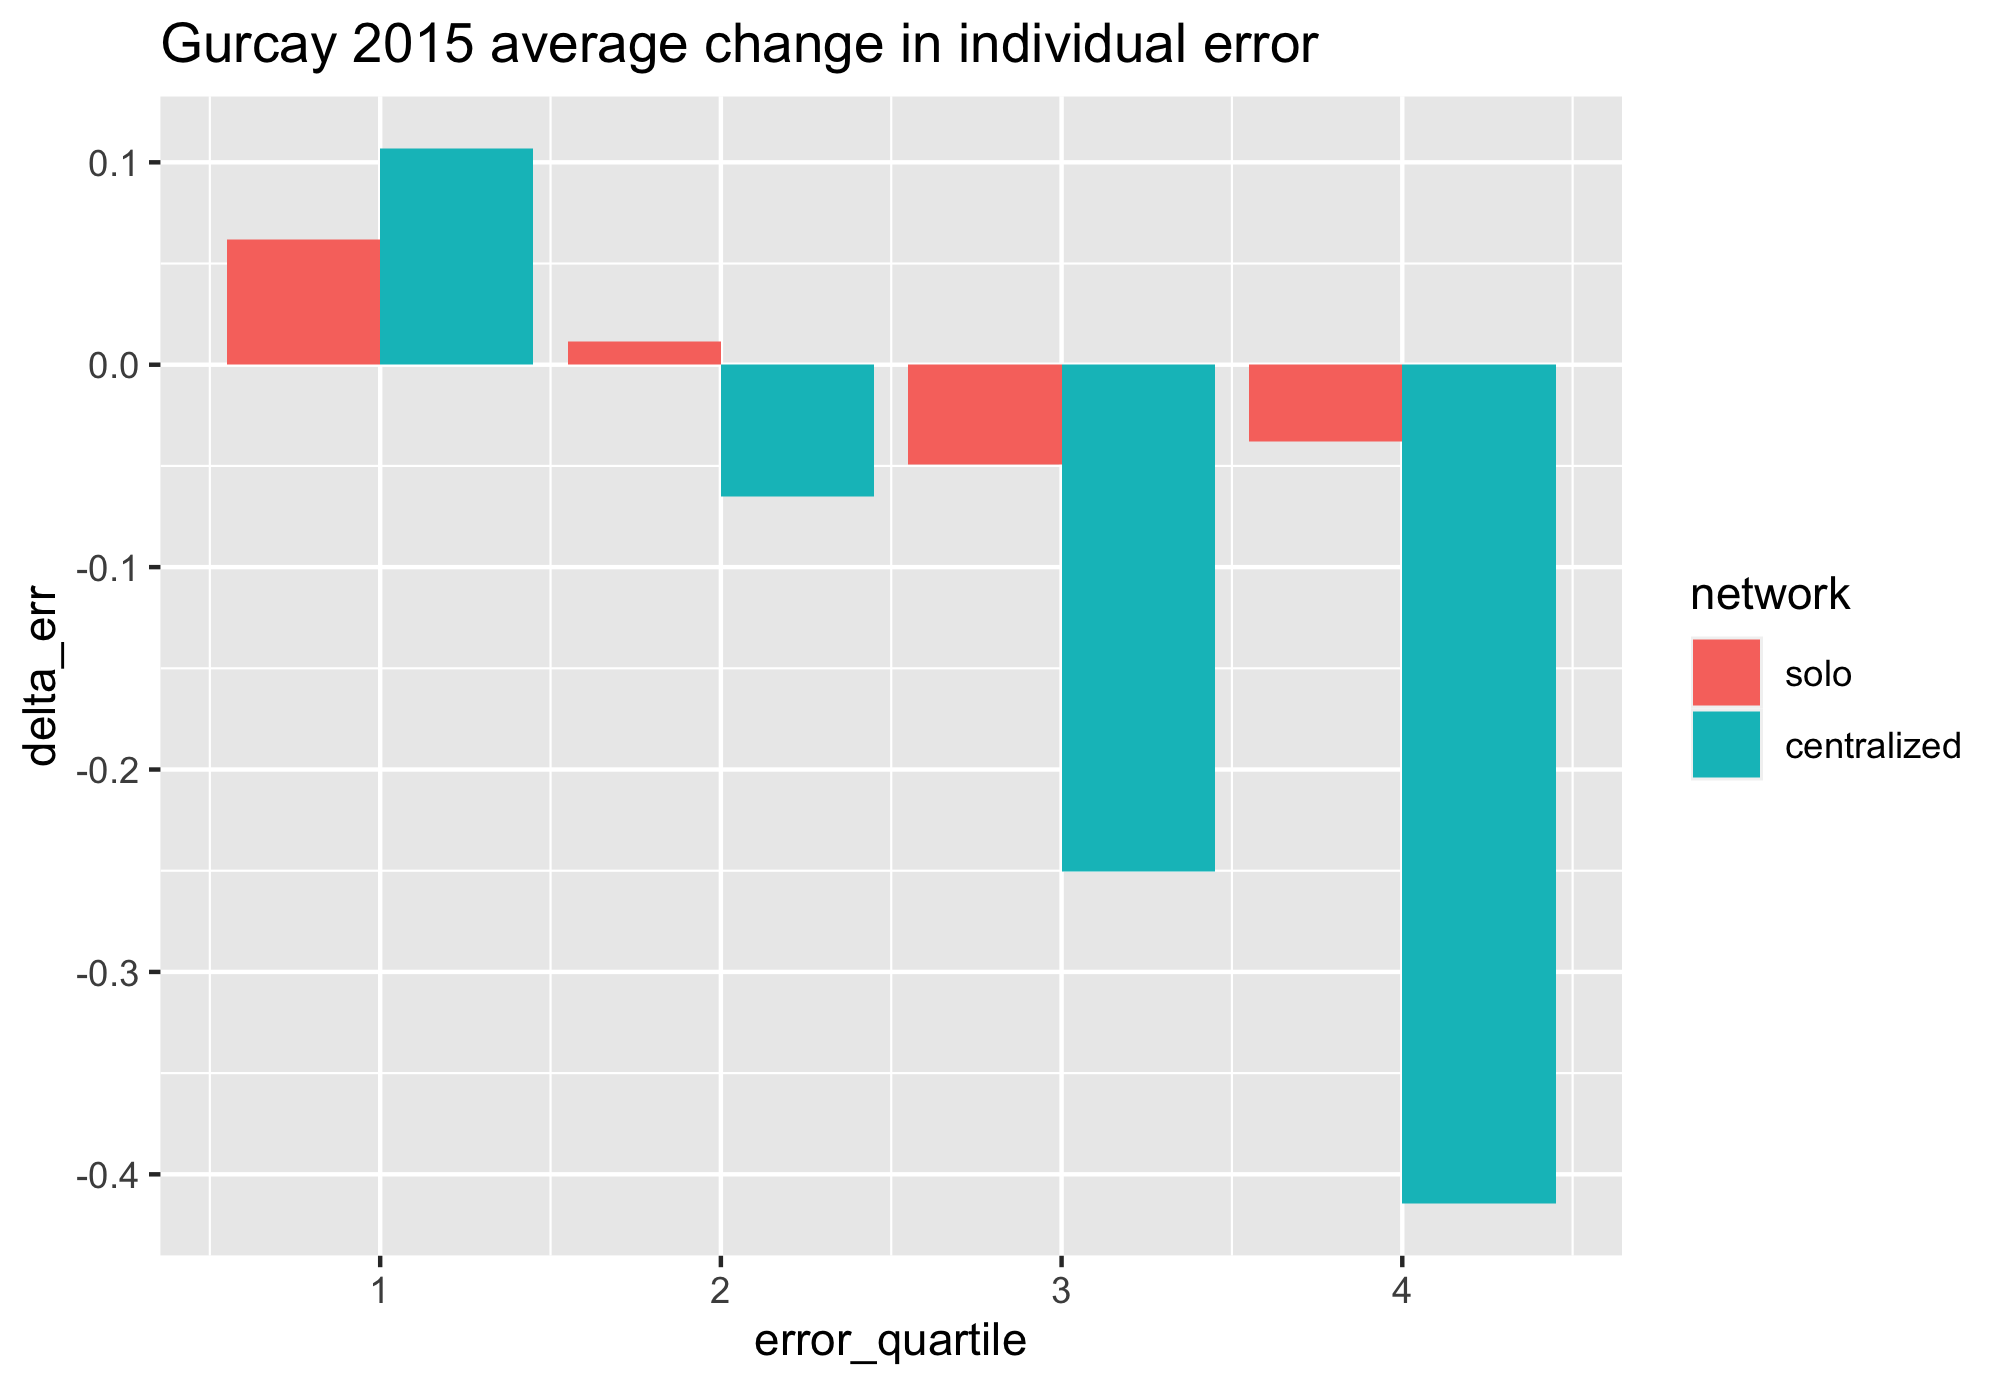 Gurcay 2015 average change in individual error
0.1
0.0
-0.1
-0.2
-0.3
-0.4
delta_err
1 2 3 4
error_quartile
network
solo
centralized